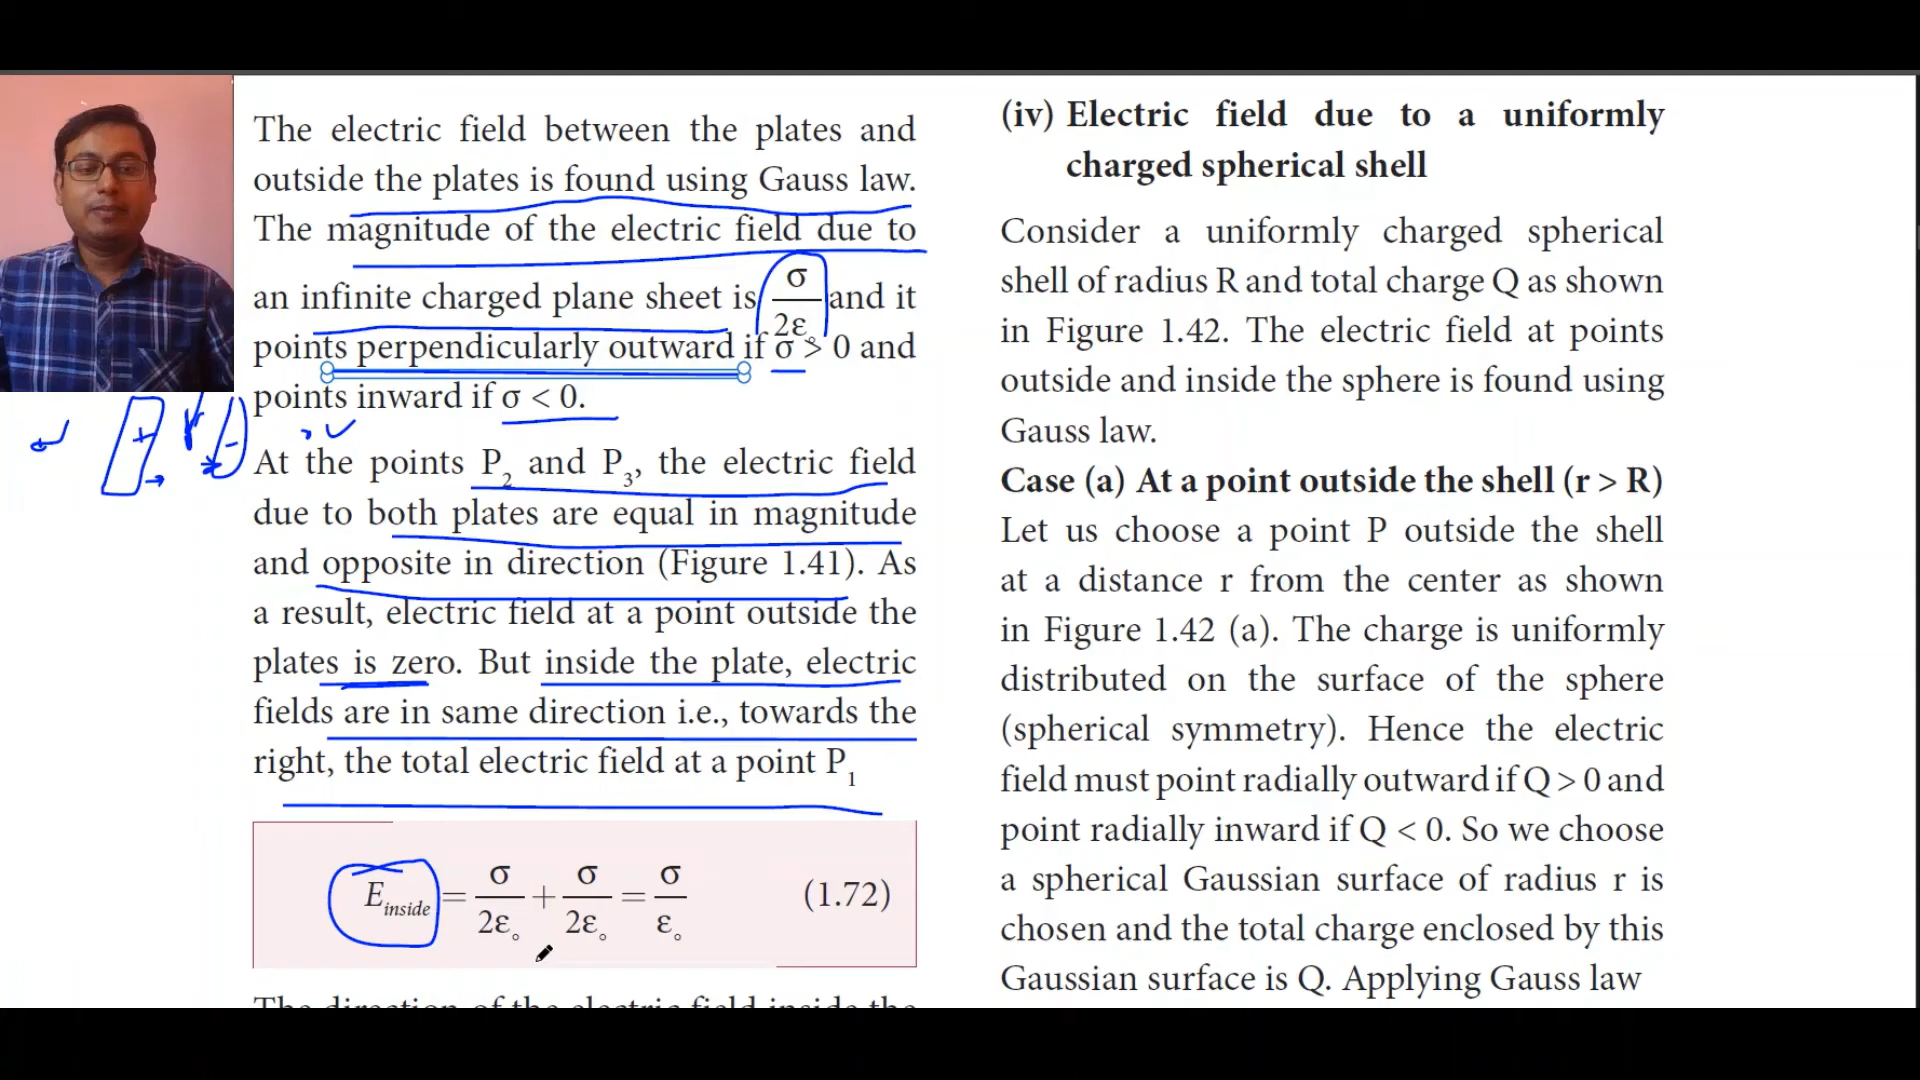 The electric field between the plates and
outside the plates is found using Gauss law.
The magnitude of the electric field due to
an infinite charged plane sheet is σ/2ε∘ and it
points perpendicularly outward if σ > 0 and
points inward if σ < 0.
At the points P₂ and P₃, the electric field
due to both plates are equal in magnitude
and opposite in direction (Figure 1.41). As
a result, electric field at a point outside the
plates is zero. But inside the plate, electric
fields are in same direction i.e., towards the
right, the total electric field at a point P₁
E_inside = σ/2ε∘ + σ/2ε∘ = σ/ε∘ (1.72)
The direction of the electric field inside the
+
-
(iv) Electric field due to a uniformly
charged spherical shell
Consider a uniformly charged spherical
shell of radius R and total charge Q as shown
in Figure 1.42. The electric field at points
outside and inside the sphere is found using
Gauss law.
Case (a) At a point outside the shell (r > R)
Let us choose a point P outside the shell
at a distance r from the center as shown
in Figure 1.42 (a). The charge is uniformly
distributed on the surface of the sphere
(spherical symmetry). Hence the electric
field must point radially outward if Q > 0 and
point radially inward if Q < 0. So we choose
a spherical Gaussian surface of radius r is
chosen and the total charge enclosed by this
Gaussian surface is Q. Applying Gauss law